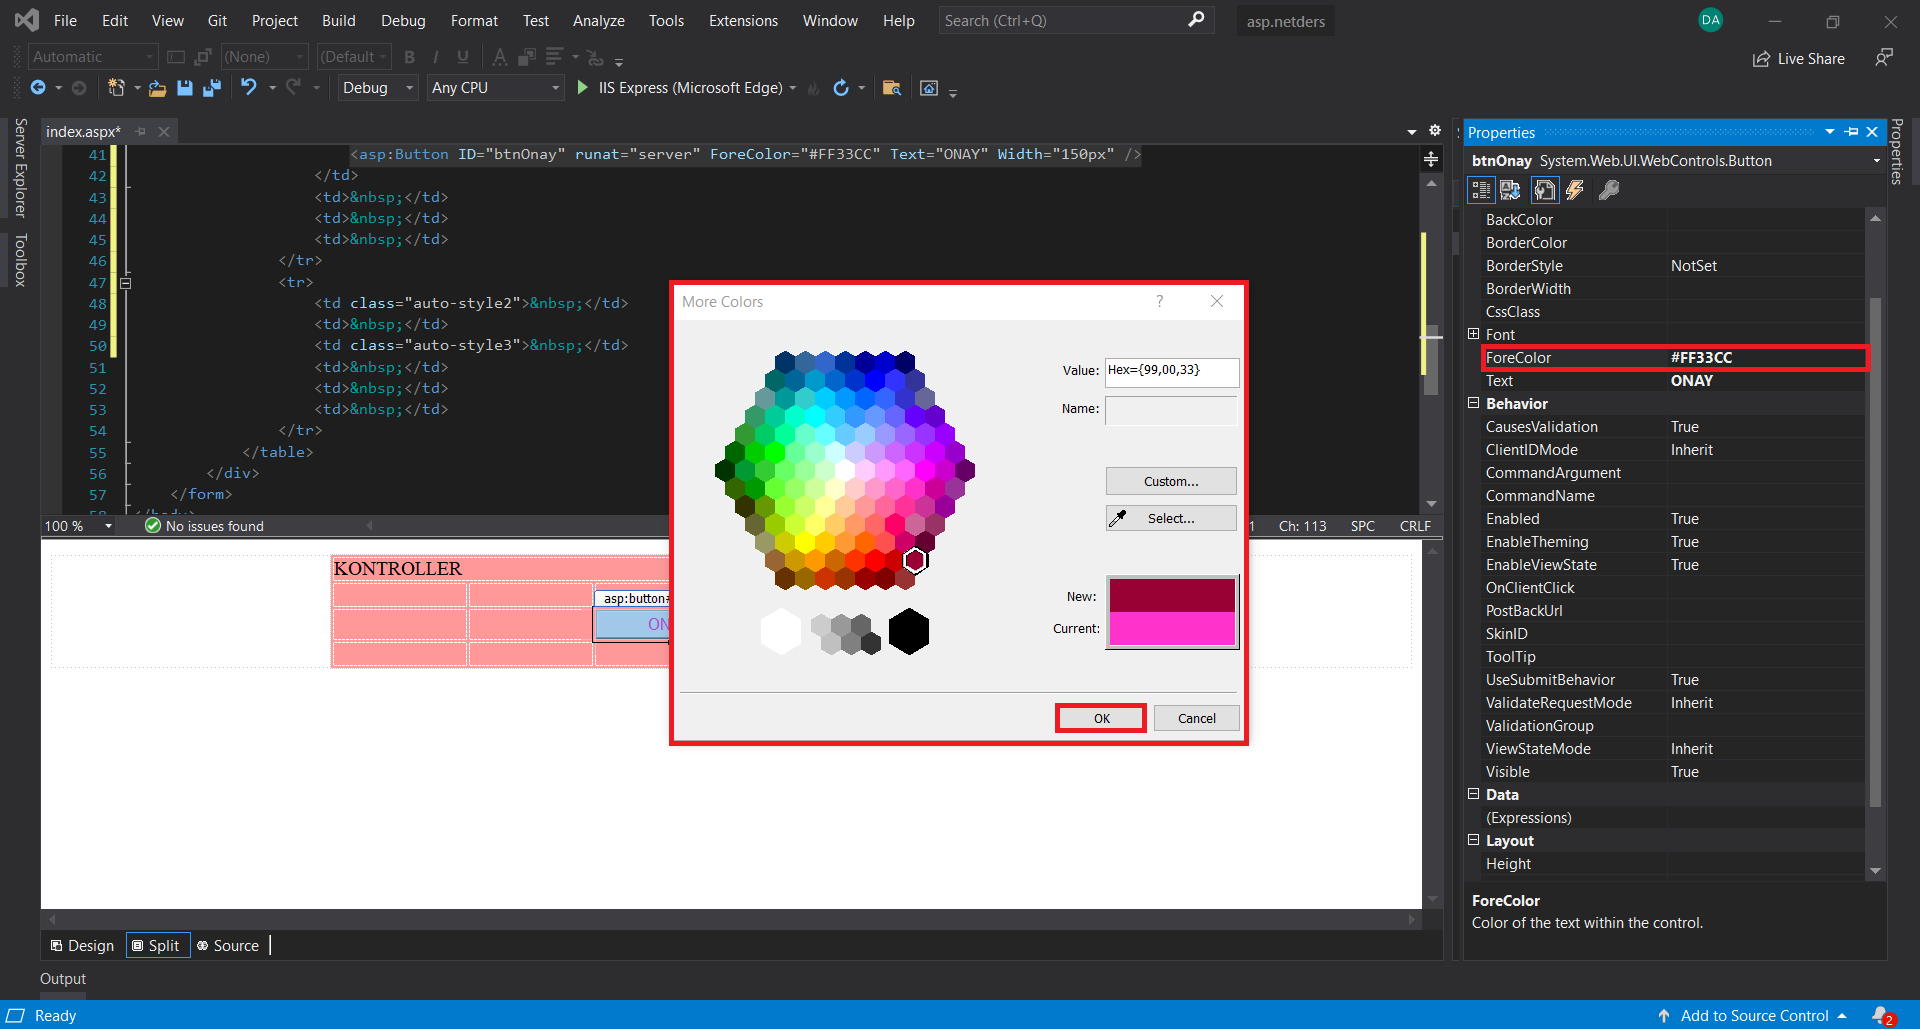 File Edit View Git Project Build Debug Format Test Analyze Tools Extensions Window Help Search (Ctrl+Q) asp.netders DA
Automatic (None) (Default B I U A Live Share
Debug Any CPU IIS Express (Microsoft Edge)
Server Explorer
Toolbox
index.aspx*
41 <asp:Button ID="btnOnay" runat="server" ForeColor="#FF33CC" Text="ONAY" Width="150px" />
42 </td>
43 <td>&nbsp;</td>
44 <td>&nbsp;</td>
45 <td>&nbsp;</td>
46 </tr>
47 <tr>
48 <td class="auto-style2">&nbsp;</td>
49 <td>&nbsp;</td>
50 <td class="auto-style3">&nbsp;</td>
51 <td>&nbsp;</td>
52 <td>&nbsp;</td>
53 <td>&nbsp;</td>
54 </tr>
55 </table>
56 </div>
57 </form>
100 % No issues found 1 Ch: 113 SPC CRLF
KONTROLLER
asp:button#
ON
Design Split Source
Output
Ready
More Colors ?
Value: Hex={99,00,33}
Name:
Custom...
Select...
New:
Current:
OK Cancel
Properties
btnOnay System.Web.UI.WebControls.Button
BackColor
BorderColor
BorderStyle NotSet
BorderWidth
CssClass
Font
ForeColor #FF33CC
Text ONAY
Behavior
CausesValidation True
ClientIDMode Inherit
CommandArgument
CommandName
Enabled True
EnableTheming True
EnableViewState True
OnClientClick
PostBackUrl
SkinID
ToolTip
UseSubmitBehavior True
ValidateRequestMode Inherit
ValidationGroup
ViewStateMode Inherit
Visible True
Data
(Expressions)
Layout
Height
ForeColor
Color of the text within the control.
Properties
Add to Source Control 2